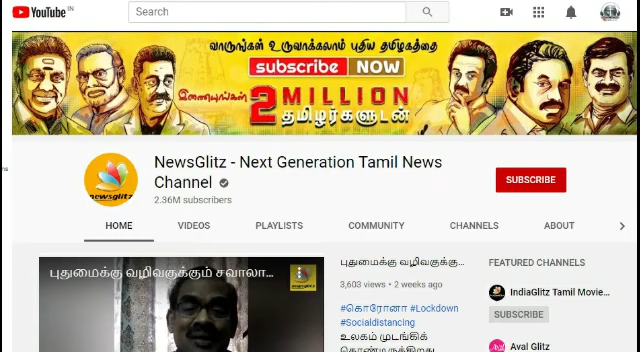 YouTube IN
Search
வாருங்கள் உருவாக்கலாம் புதிய தமிழகத்தை
subscribe NOW
இணையுங்கள் 2 MILLION
தமிழர்களுடன்
newsglitz
NewsGlitz - Next Generation Tamil News
Channel
2.36M subscribers
SUBSCRIBE
HOME VIDEOS PLAYLISTS COMMUNITY CHANNELS ABOUT
புதுமைக்கு வழிவகுக்கும் சவாலா...
புதுமைக்கு வழிவகுக்கு...
3,603 views • 2 weeks ago
#கொரோனா #Lockdown
#Socialdistancing
உலகம் முடங்கிக்
கொண்டிருக்கிறது
FEATURED CHANNELS
IndiaGlitz Tamil Movie...
SUBSCRIBE
Aval Glitz